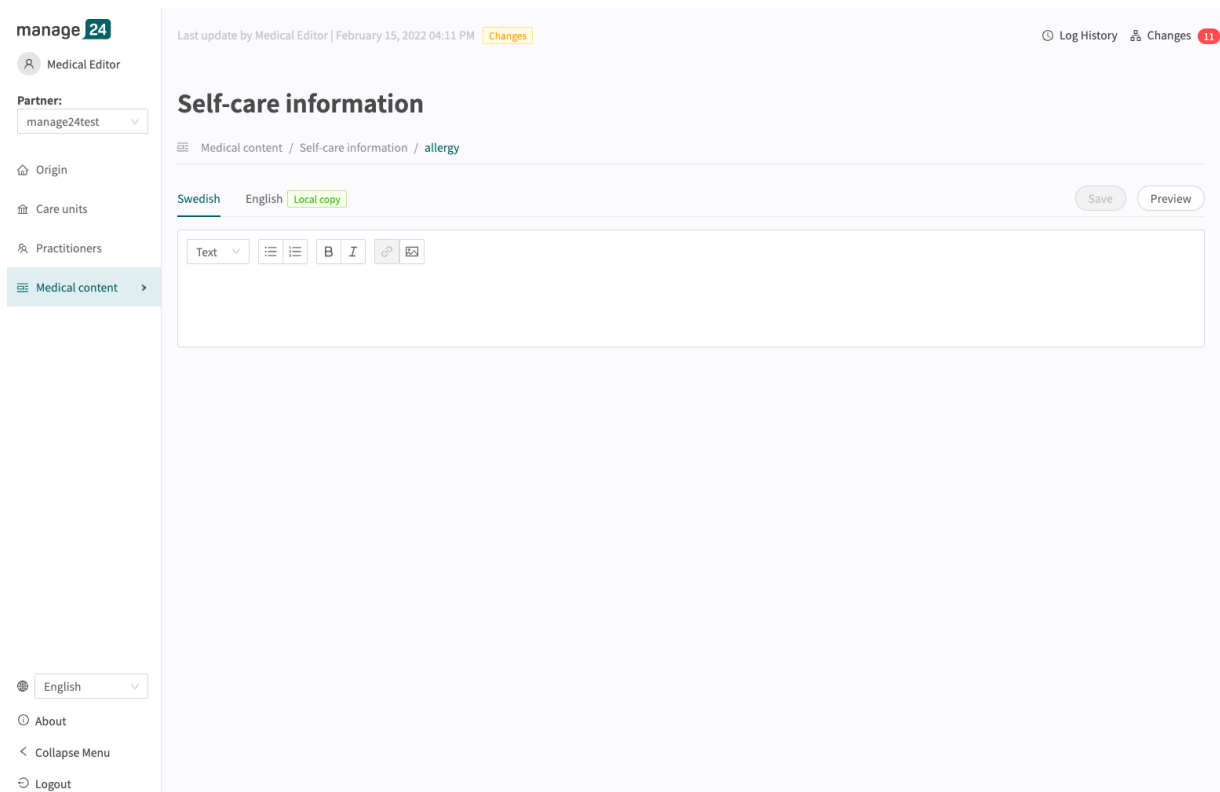 manage 24
Last update by Medical Editor | February 15, 2022 04:11 PM Changes
Log History Changes 11
Medical Editor
Partner:
manage24test
Origin
Care units
Practitioners
Medical content
Self-care information
Medical content / Self-care information / allergy
Swedish English Local copy
Save Preview
Text B I
English
About
Collapse Menu
Logout